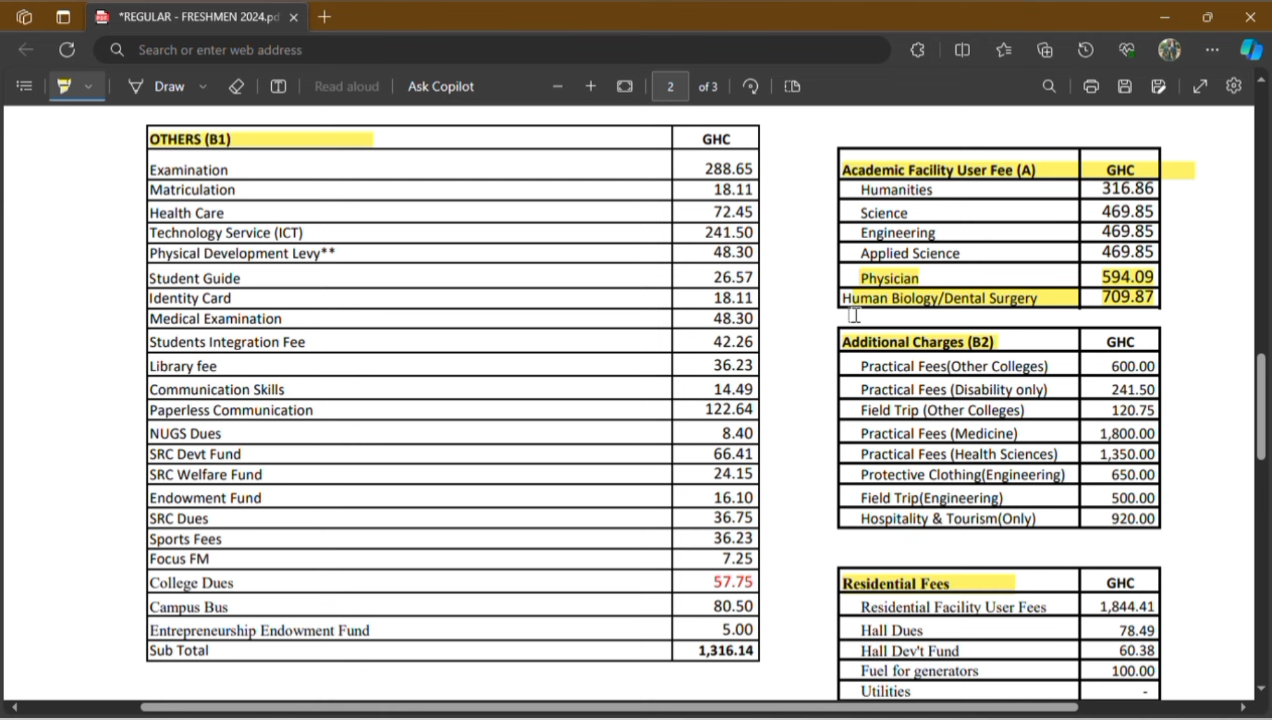 *REGULAR - FRESHMEN 2024.pd
Search or enter web address
Draw
Read aloud
Ask Copilot
2
of 3
OTHERS (B1) GHC
Examination 288.65
Matriculation 18.11
Health Care 72.45
Technology Service (ICT) 241.50
Physical Development Levy** 48.30
Student Guide 26.57
Identity Card 18.11
Medical Examination 48.30
Students Integration Fee 42.26
Library fee 36.23
Communication Skills 14.49
Paperless Communication 122.64
NUGS Dues 8.40
SRC Devt Fund 66.41
SRC Welfare Fund 24.15
Endowment Fund 16.10
SRC Dues 36.75
Sports Fees 36.23
Focus FM 7.25
College Dues 57.75
Campus Bus 80.50
Entrepreneurship Endowment Fund 5.00
Sub Total 1,316.14
Academic Facility User Fee (A) GHC
Humanities 316.86
Science 469.85
Engineering 469.85
Applied Science 469.85
Physician 594.09
Human Biology/Dental Surgery 709.87
Additional Charges (B2) GHC
Practical Fees(Other Colleges) 600.00
Practical Fees (Disability only) 241.50
Field Trip (Other Colleges) 120.75
Practical Fees (Medicine) 1,800.00
Practical Fees (Health Sciences) 1,350.00
Protective Clothing(Engineering) 650.00
Field Trip(Engineering) 500.00
Hospitality & Tourism(Only) 920.00
Residential Fees GHC
Residential Facility User Fees 1,844.41
Hall Dues 78.49
Hall Dev't Fund 60.38
Fuel for generators 100.00
Utilities -